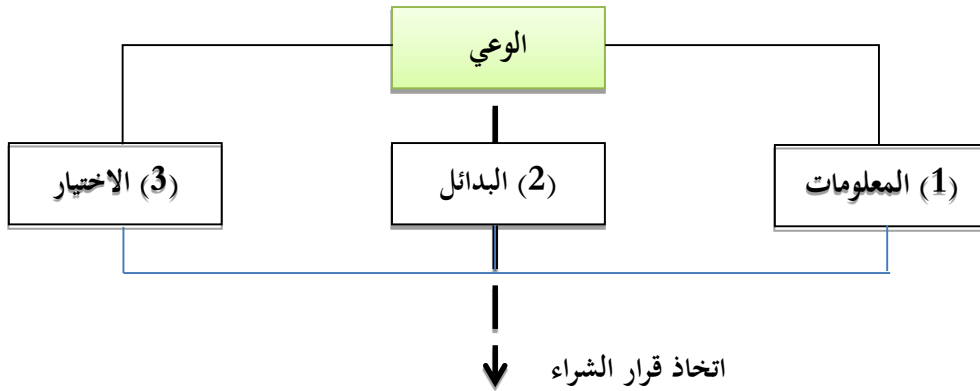 الوعي
(1) المعلومات
(2) البدائل
(3) الاختيار
اتخاذ قرار الشراء